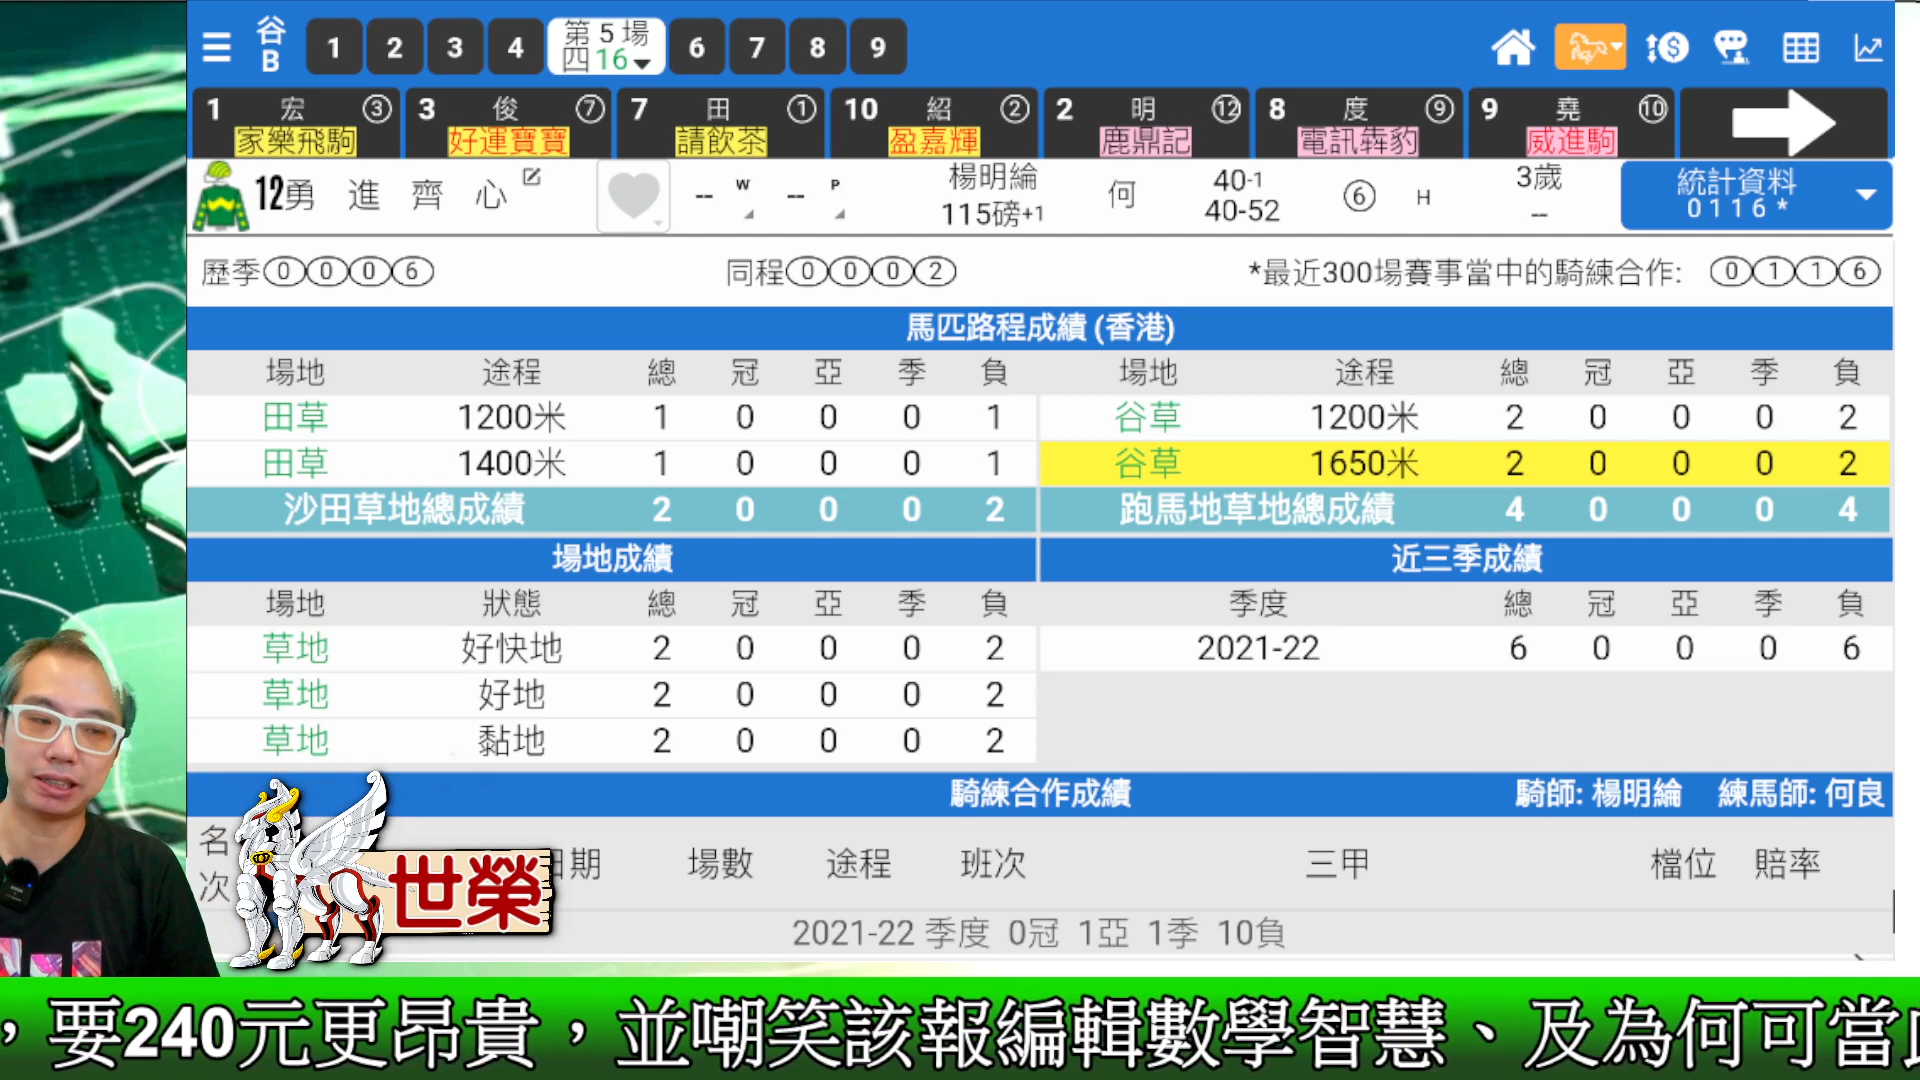 谷 B 1 2 3 4 第 5 場 四 16 6 7 8 9
1 宏 ③ 3 俊 ⑦ 7 田 ① 10 紹 ② 2 明 ⑫ 8 度 ⑨ 9 堯 ⑩
家樂飛駒 好運寶寶 請飲茶 盈嘉輝 鹿鼎記 電訊犇豹 威進駒
12勇進齊心 -- W -- P 楊明綸 何 40-1 ⑥ H 3歲 統計資料
115磅+1 40-52 -- 0116*
歷季⓪⓪⓪⑥ 同程⓪⓪⓪② *最近300場賽事當中的騎練合作: ⓪①①⑥
馬匹路程成績 (香港)
場地 途程 總 冠 亞 季 負 場地 途程 總 冠 亞 季 負
田草 1200米 1 0 0 0 1 谷草 1200米 2 0 0 0 2
田草 1400米 1 0 0 0 1 谷草 1650米 2 0 0 0 2
沙田草地總成績 2 0 0 0 2 跑馬地草地總成績 4 0 0 0 4
場地成績 近三季成績
場地 狀態 總 冠 亞 季 負 季度 總 冠 亞 季 負
草地 好快地 2 0 0 0 2 2021-22 6 0 0 0 6
草地 好地 2 0 0 0 2
草地 黏地 2 0 0 0 2
騎練合作成績 騎師: 楊明綸 練馬師: 何良
名次 日期 場數 途程 班次 三甲 檔位 賠率
世榮
2021-22 季度 0冠 1亞 1季 10負
，要240元更昂貴，並嘲笑該報編輯數學智慧、及為何可當